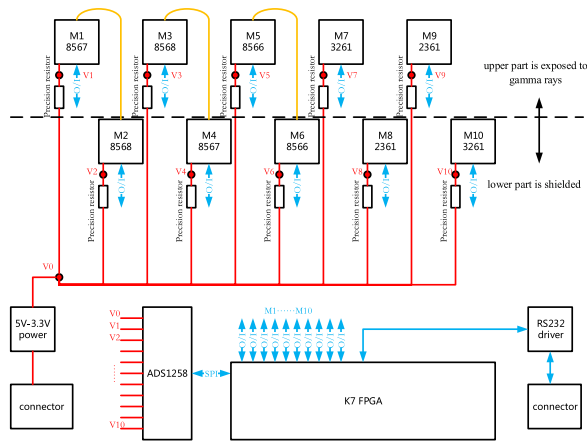 M1
8567
M3
8568
M5
8566
M7
3261
M9
2361
upper part is exposed to
gamma rays
V1
V3
V5
V7
V9
Precision resistor
I/O
Precision resistor
I/O
Precision resistor
I/O
Precision resistor
I/O
Precision resistor
I/O
M2
8568
M4
8567
M6
8566
M8
2361
M10
3261
lower part is shielded
V2
V4
V6
V8
V10
Precision resistor
I/O
Precision resistor
I/O
Precision resistor
I/O
Precision resistor
I/O
Precision resistor
I/O
V0
5V-3.3V
power
connector
V0
V1
V2
......
V10
ADS1258
SPI
M1······M10
I/O
I/O
I/O
I/O
I/O
I/O
I/O
I/O
I/O
I/O
K7 FPGA
RS232
driver
connector